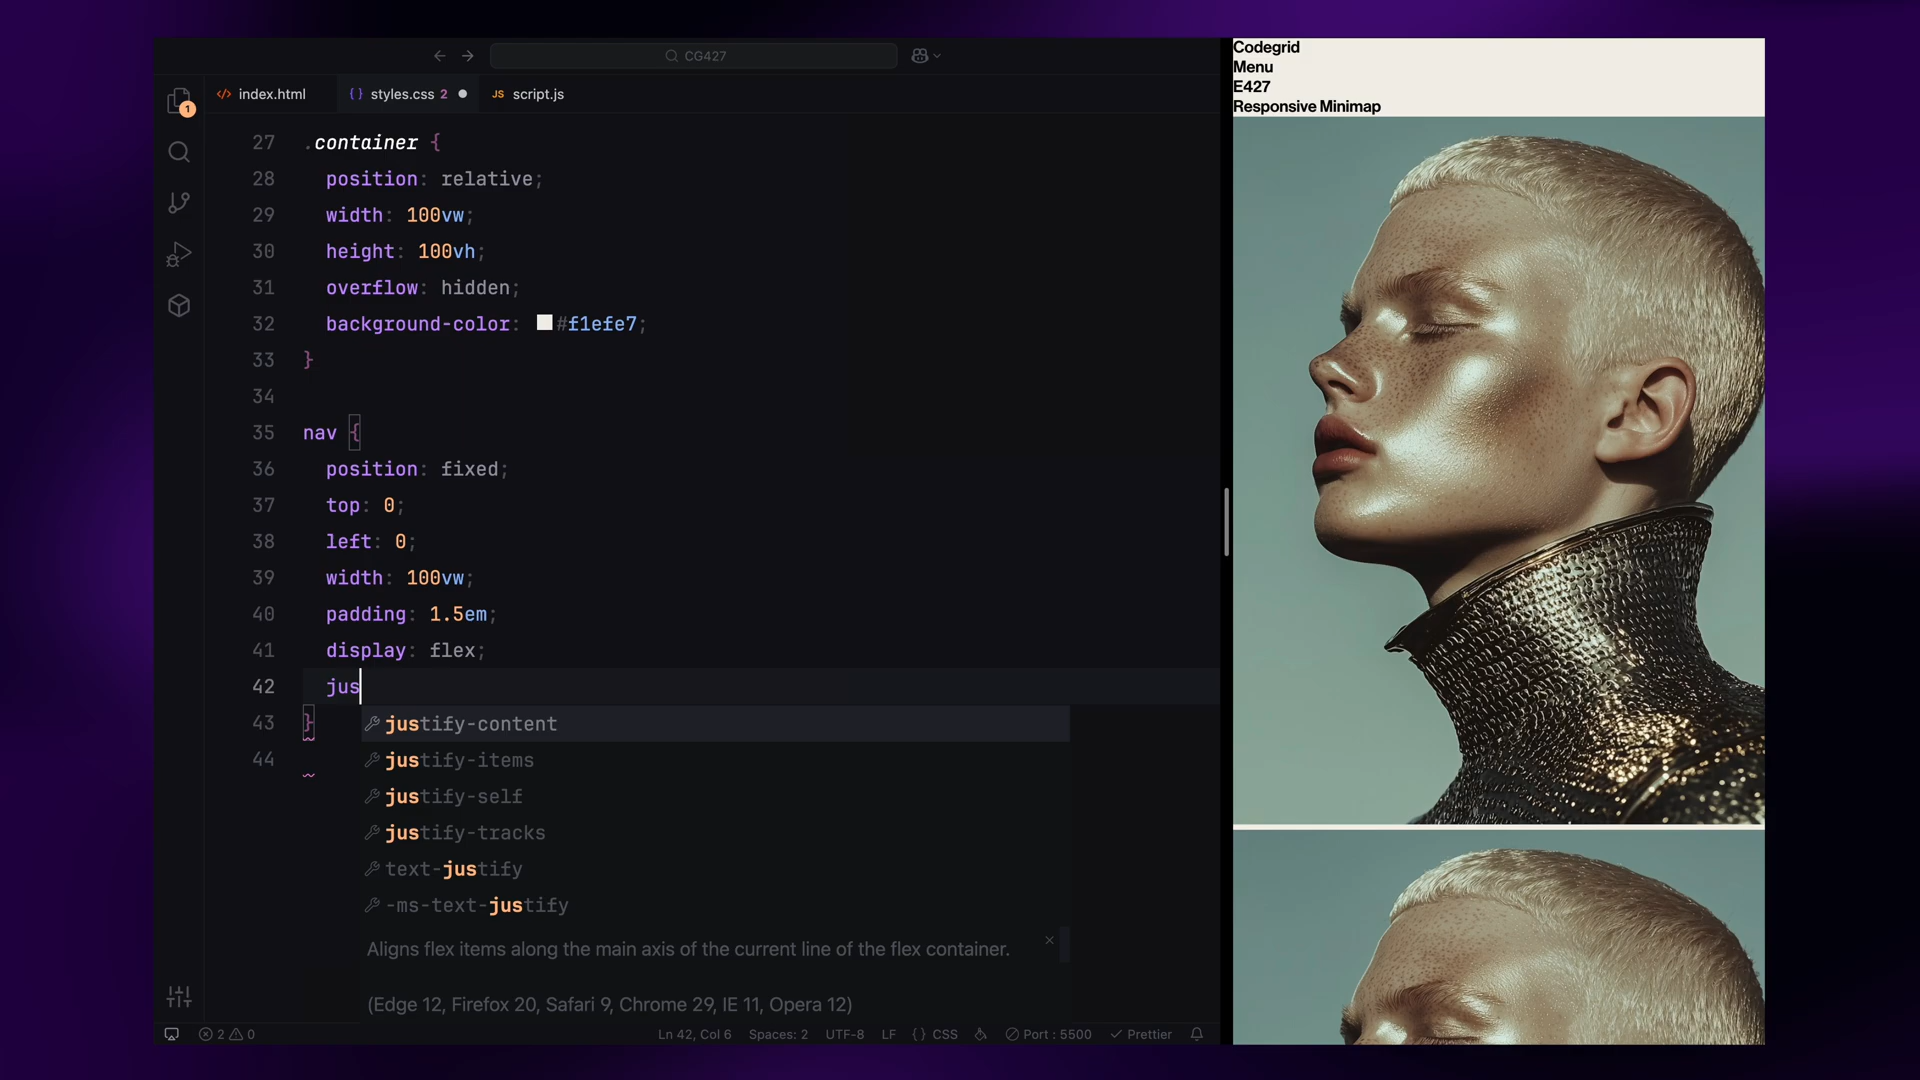 CG427
1
index.html
{ } styles.css 2
JS script.js
27 .container {
28 position: relative;
29 width: 100vw;
30 height: 100vh;
31 overflow: hidden;
32 background-color: #f1efe7;
33 }
34
35 nav {
36 position: fixed;
37 top: 0;
38 left: 0;
39 width: 100vw;
40 padding: 1.5em;
41 display: flex;
42 jus
43 }
44
justify-content
justify-items
justify-self
justify-tracks
text-justify
-ms-text-justify
Aligns flex items along the main axis of the current line of the flex container.
(Edge 12, Firefox 20, Safari 9, Chrome 29, IE 11, Opera 12)
2 0 Ln 42, Col 6 Spaces: 2 UTF-8 LF { } CSS Port : 5500 Prettier
Codegrid
Menu
E427
Responsive Minimap